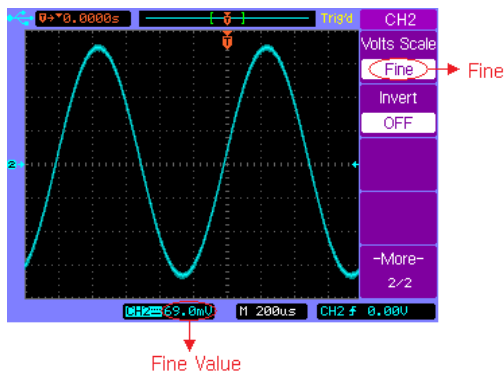 T→▼0.0000s
T
Trig'd
CH2
T
Volts Scale
Fine
Fine
Invert
OFF
2
-More-
2/2
CH2 69.0mV
M 200us
CH2 0.00V
Fine Value